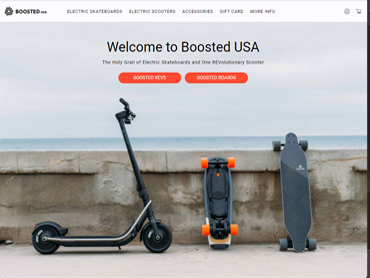 BOOSTED USA ELECTRIC SKATEBOARDS ELECTRIC SCOOTERS ACCESSORIES GIFT CARD MORE INFO
Welcome to Boosted USA
The Holy Grail of Electric Skateboards and One REVolutionary Scooter
BOOSTED REVS BOOSTED BOARDS